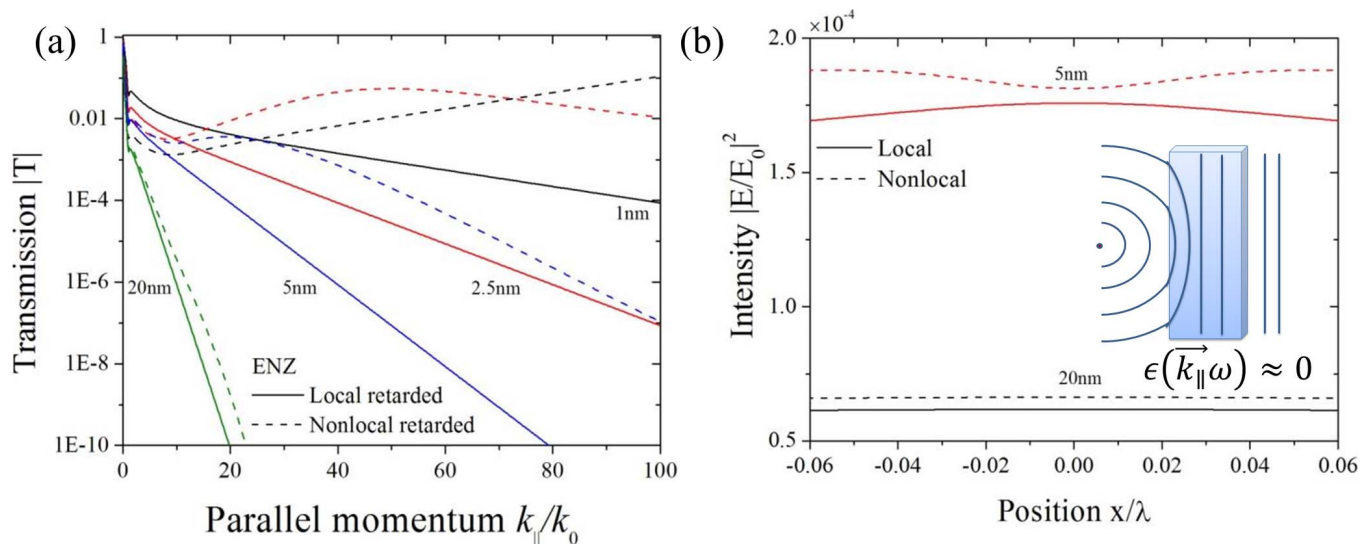 (a)
Transmission |T|
1
0.01
1E-4
1E-6
1E-8
1E-10
1nm
20nm
5nm
2.5nm
ENZ
Local retarded
Nonlocal retarded
0
20
40
60
80
100
Parallel momentum k∥/k0
(b)
×10⁻⁴
Intensity |E/E₀|²
2.0
1.5
1.0
0.5
5nm
Local
Nonlocal
20nm
ϵ(k∥⃗ω) ≈ 0
-0.06
-0.04
-0.02
0.00
0.02
0.04
0.06
Position x/λ